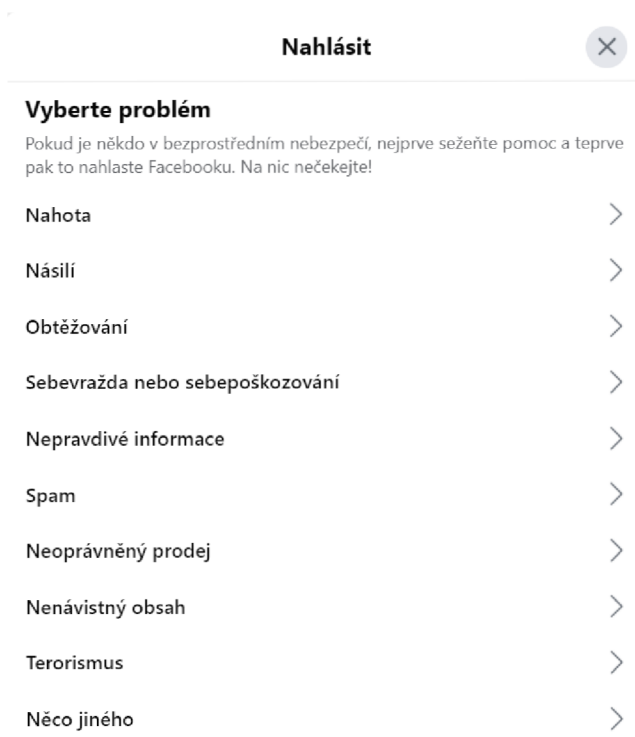 Nahlásit
Vyberte problém
Pokud je někdo v bezprostředním nebezpečí, nejprve sežeňte pomoc a teprve
pak to nahlaste Facebooku. Na nic nečekejte!
Nahota
Násilí
Obtěžování
Sebevražda nebo sebepoškozování
Nepravdivé informace
Spam
Neoprávněný prodej
Nenávistný obsah
Terorismus
Něco jiného